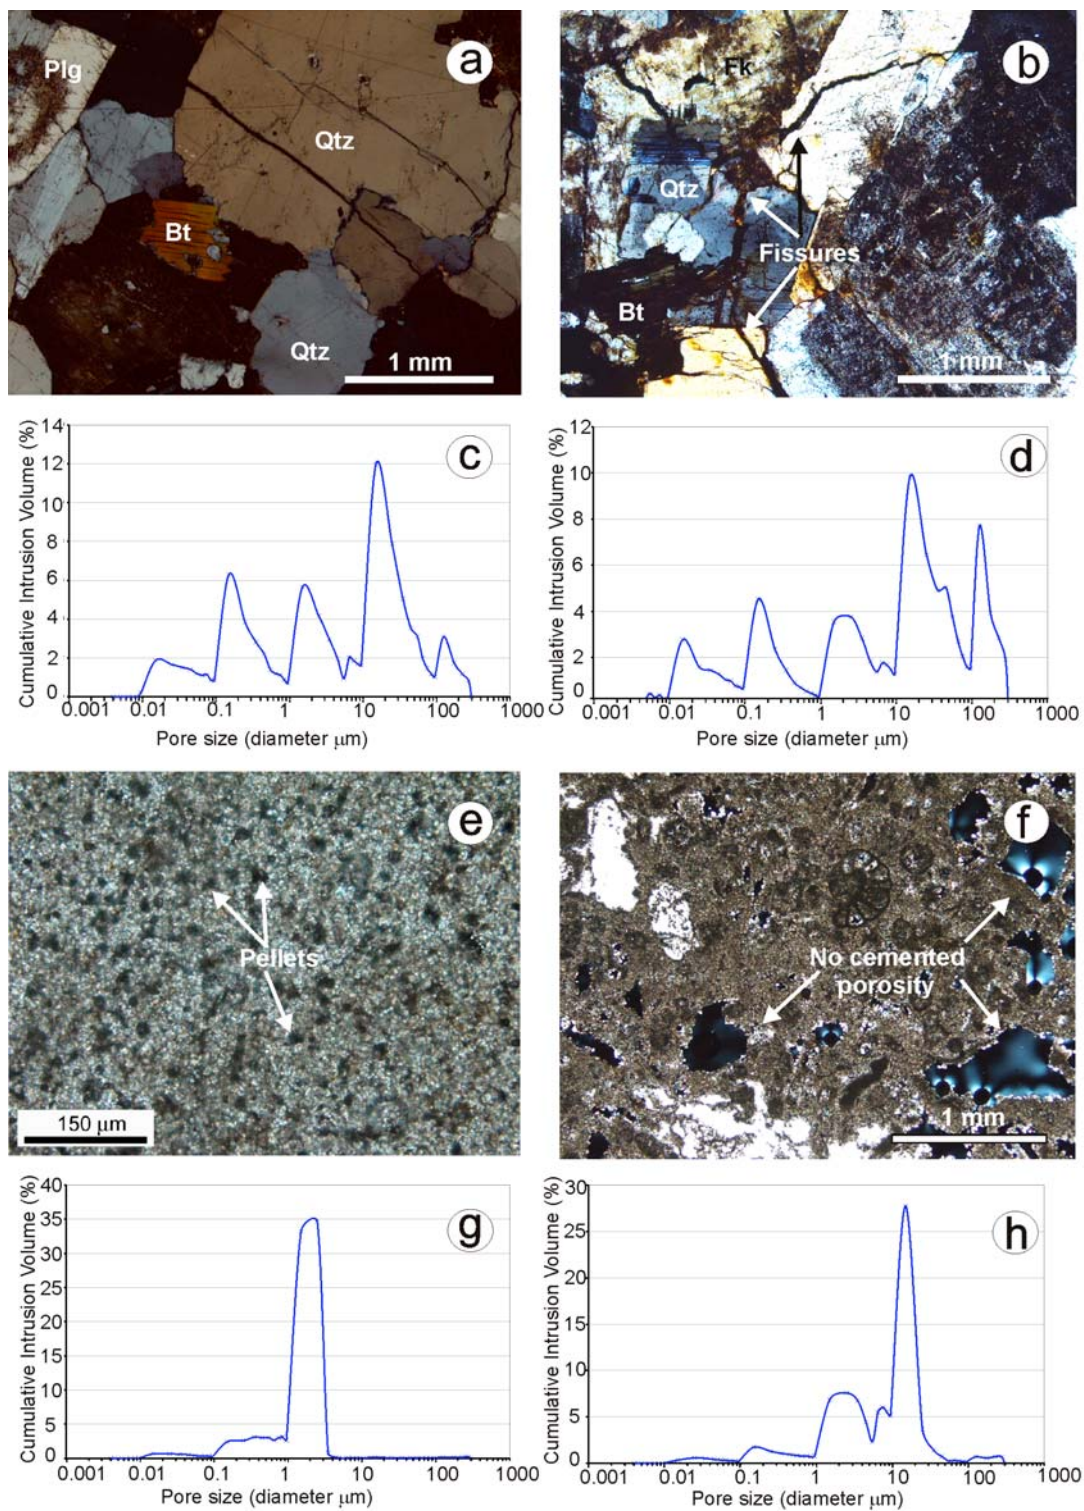 a
Plg
Qtz
Bt
Qtz
1 mm
b
Fk
Qtz
Fissures
Bt
1 mm
c
Cumulative Intrusion Volume (%)
14
12
10
8
6
4
2
0
0.001 0.01 0.1 1 10 100 1000
Pore size (diameter μm)
d
Cumulative Intrusion Volume (%)
12
10
8
6
4
2
0
0.001 0.01 0.1 1 10 100 1000
Pore size (diameter μm)
e
Pellets
150 μm
f
No cemented
porosity
1 mm
g
Cumulative Intrusion Volume (%)
40
35
30
25
20
15
10
5
0
0.001 0.01 0.1 1 10 100 1000
Pore size (diameter μm)
h
Cumulative Intrusion Volume (%)
30
25
20
15
10
5
0
0.001 0.01 0.1 1 10 100 1000
Pore size (diameter μm)